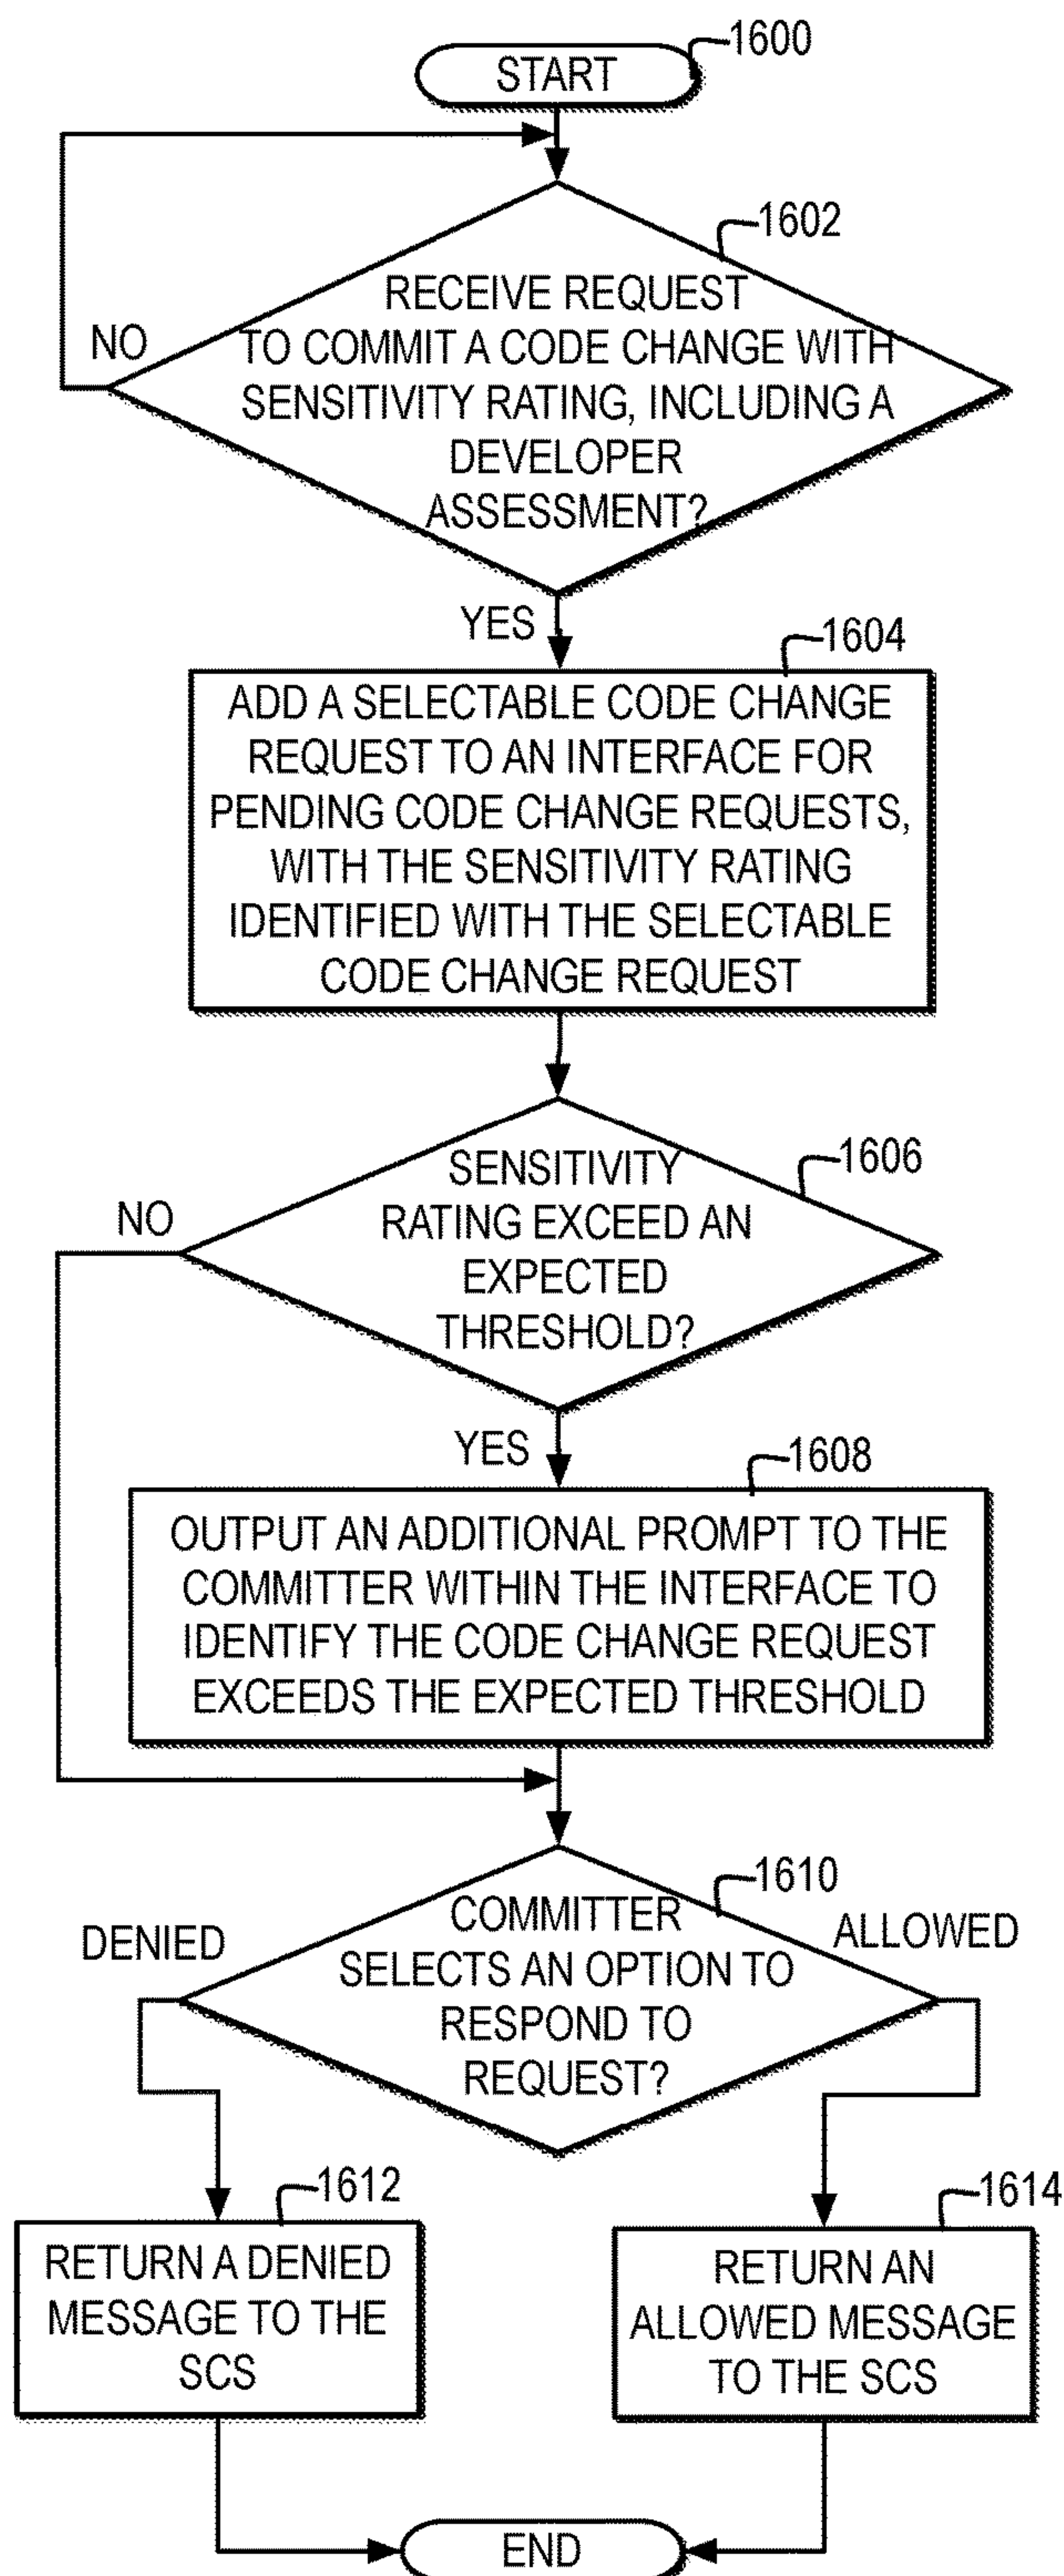 1600
START
1602
RECEIVE REQUEST
TO COMMIT A CODE CHANGE WITH
SENSITIVITY RATING, INCLUDING A
DEVELOPER
ASSESSMENT?
NO
YES
1604
ADD A SELECTABLE CODE CHANGE
REQUEST TO AN INTERFACE FOR
PENDING CODE CHANGE REQUESTS,
WITH THE SENSITIVITY RATING
IDENTIFIED WITH THE SELECTABLE
CODE CHANGE REQUEST
1606
SENSITIVITY
RATING EXCEED AN
EXPECTED
THRESHOLD?
NO
YES
1608
OUTPUT AN ADDITIONAL PROMPT TO THE
COMMITTER WITHIN THE INTERFACE TO
IDENTIFY THE CODE CHANGE REQUEST
EXCEEDS THE EXPECTED THRESHOLD
1610
COMMITTER
SELECTS AN OPTION TO
RESPOND TO
REQUEST?
DENIED
ALLOWED
1612
RETURN A DENIED
MESSAGE TO THE
SCS
1614
RETURN AN
ALLOWED MESSAGE
TO THE SCS
END